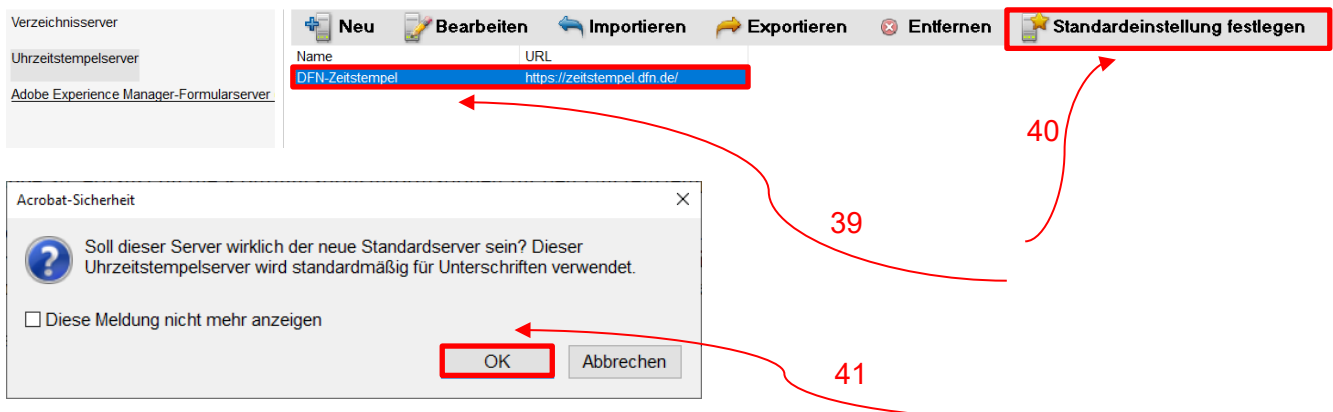 Verzeichnisserver
Uhrzeitstempelserver
Adobe Experience Manager-Formularserver
Neu Bearbeiten Importieren Exportieren Entfernen Standardeinstellung festlegen
Name URL
DFN-Zeitstempel https://zeitstempel.dfn.de/
40
39
Acrobat-Sicherheit
Soll dieser Server wirklich der neue Standardserver sein? Dieser
Uhrzeitstempelserver wird standardmäßig für Unterschriften verwendet.
Diese Meldung nicht mehr anzeigen
OK Abbrechen
41